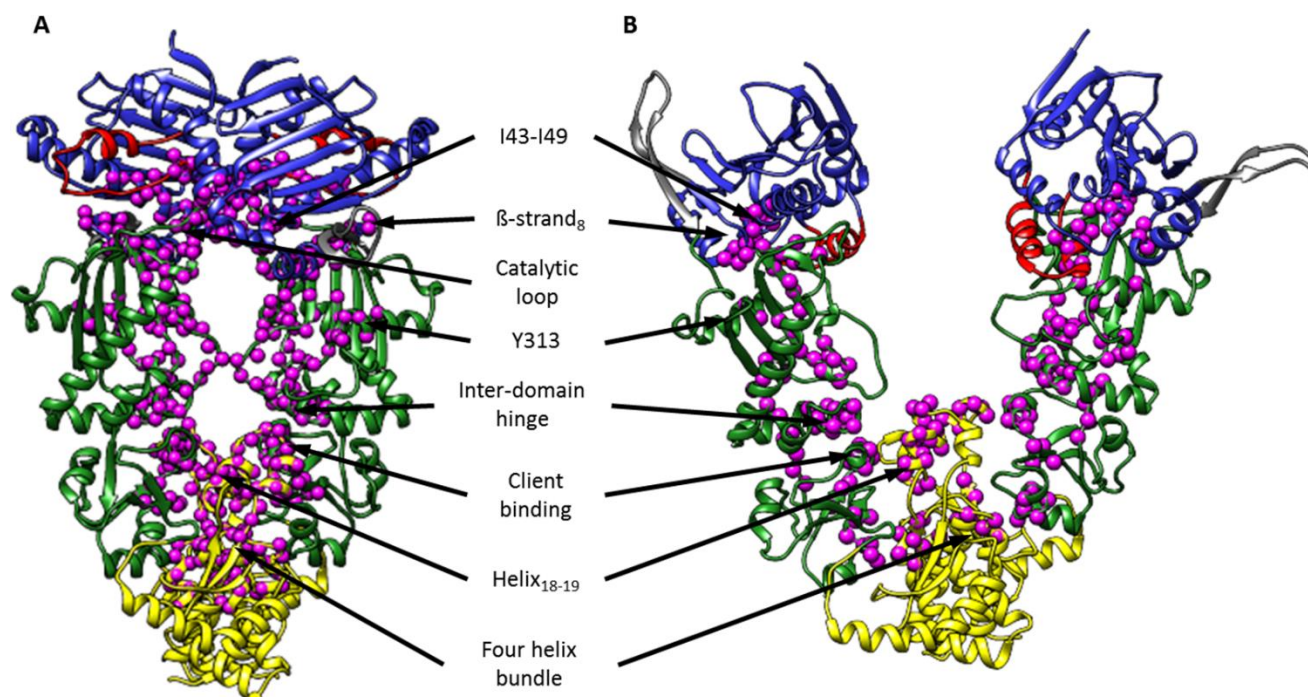 A
B
I43-I49
ß-strand₈
Catalytic
loop
Y313
Inter-domain
hinge
Client
binding
Helix₁₈₋₁₉
Four helix
bundle